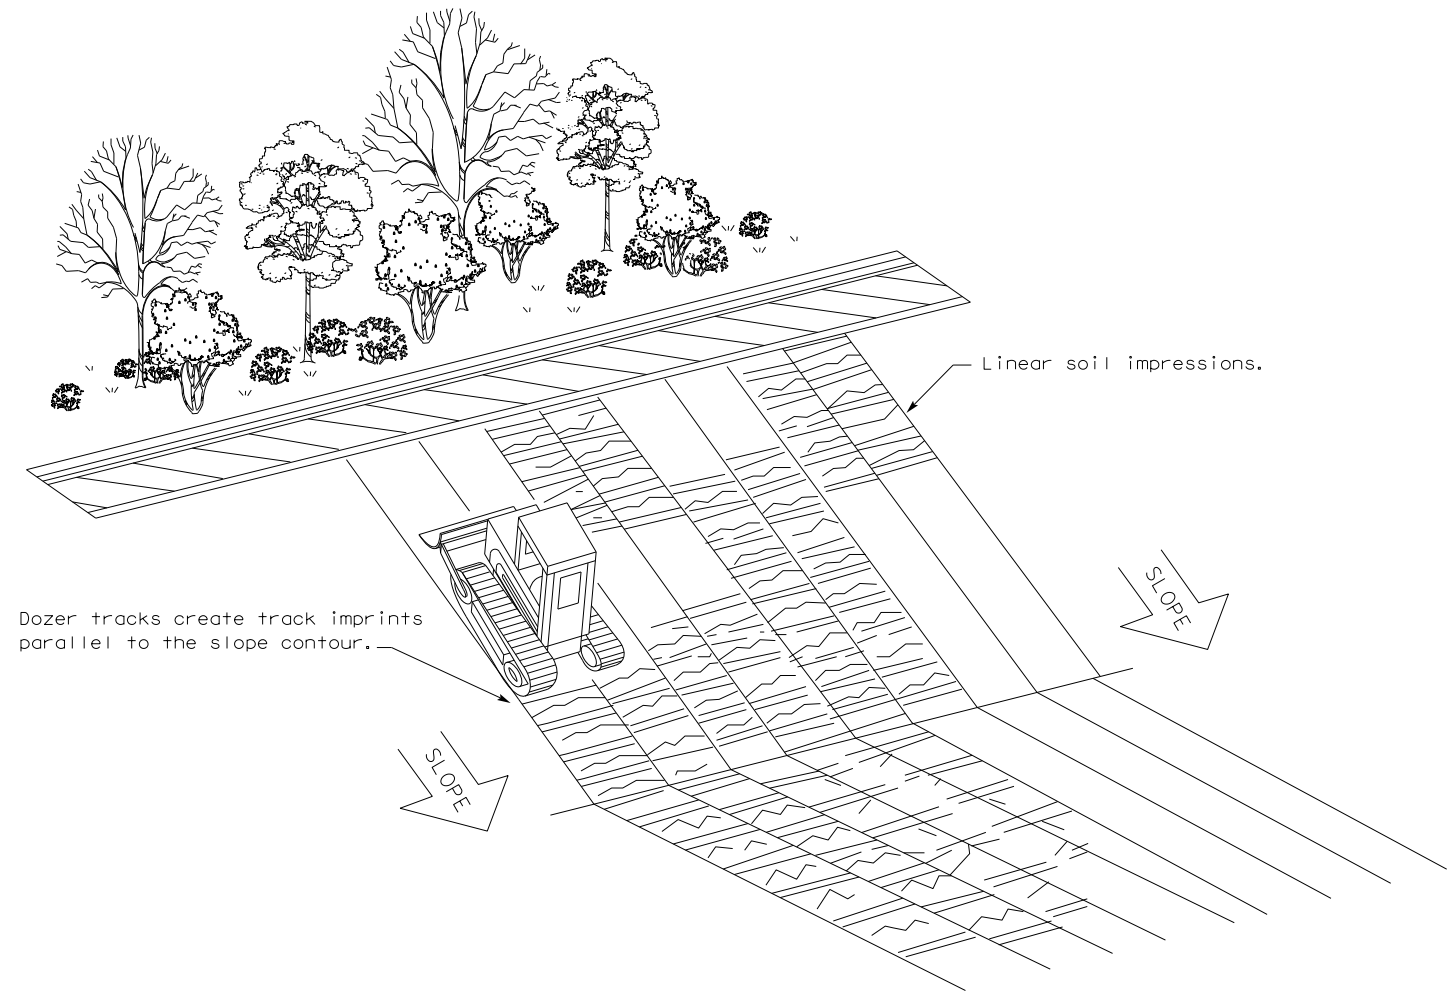 Linear soil impressions.
SLOPE
Dozer tracks create track imprints
parallel to the slope contour.
SLOPE